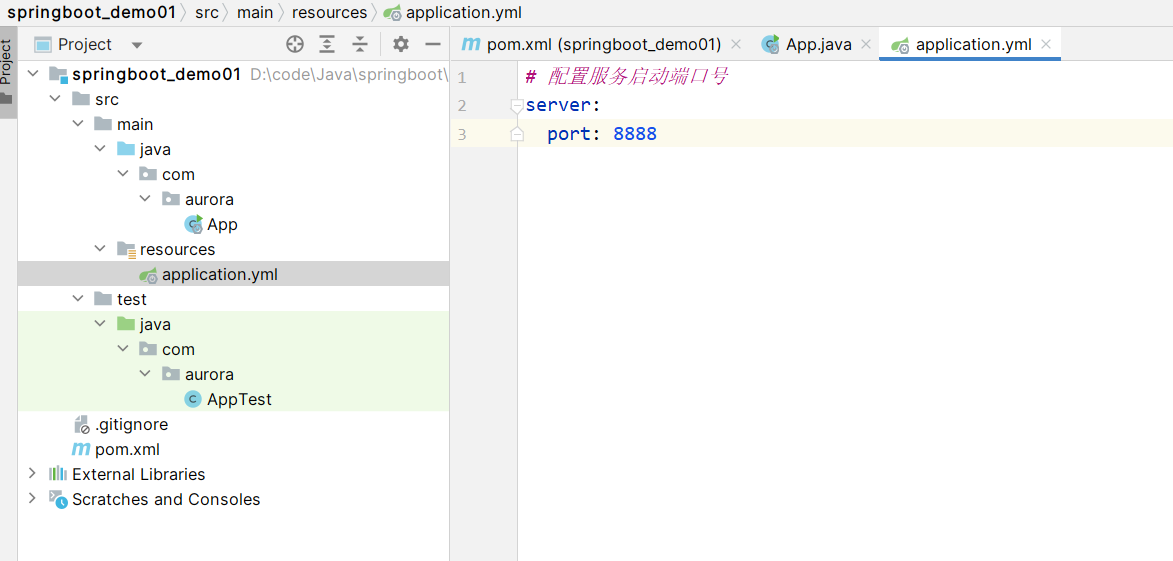 springboot_demo01 〉 src 〉 main 〉 resources 〉 application.yml
Project
Project
pom.xml (springboot_demo01)
App.java
application.yml
springboot_demo01 D:\code\Java\springboot\
src
main
java
com
aurora
App
resources
application.yml
test
java
com
aurora
AppTest
.gitignore
pom.xml
External Libraries
Scratches and Consoles
1 # 配置服务启动端口号
2 server:
3   port: 8888